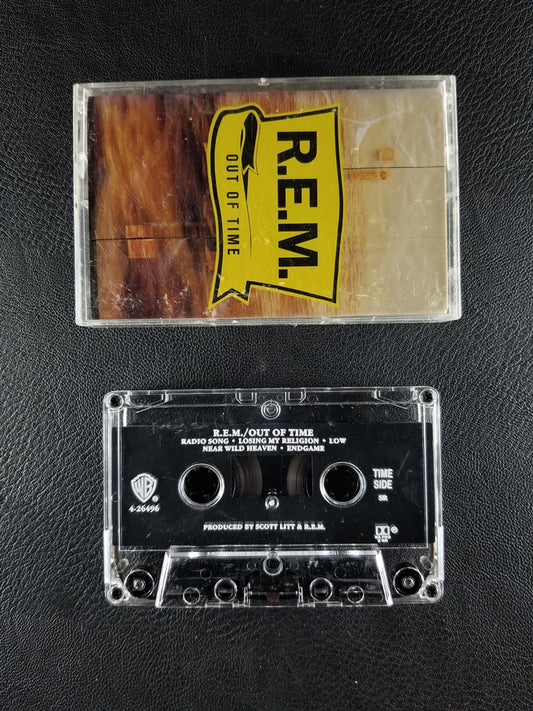 R.E.M.
OUT OF TIME
R.E.M./OUT OF TIME
RADIO SONG • LOSING MY RELIGION • LOW
NEAR WILD HEAVEN • ENDGAME
WB
®
4-26496
TIME
SIDE
SR
PRODUCED BY SCOTT LITT & R.E.M.